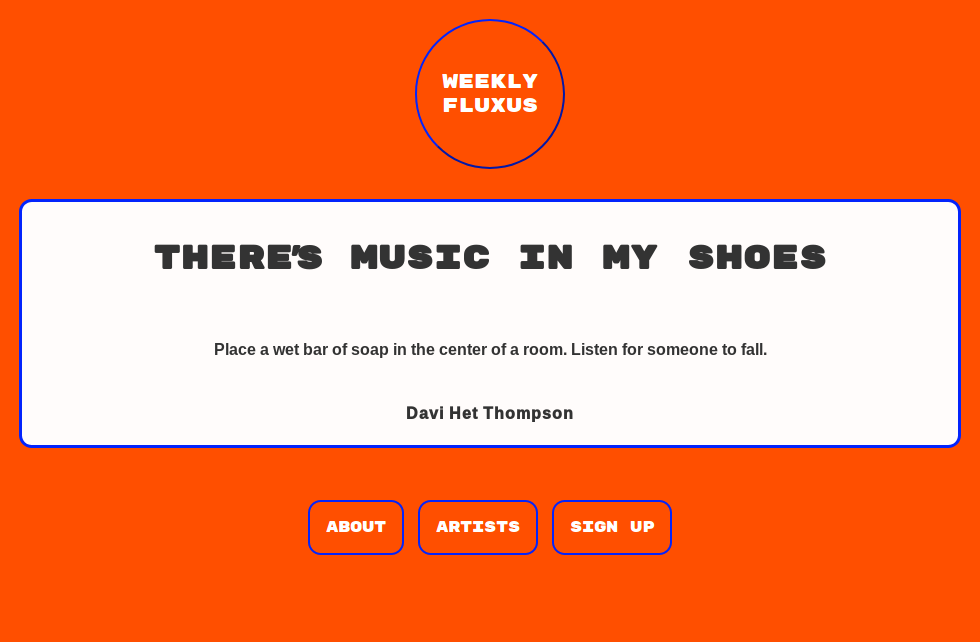 WEEKLY
FLUXUS
THERE'S MUSIC IN MY SHOES
Place a wet bar of soap in the center of a room. Listen for someone to fall.
Davi Het Thompson
ABOUT
ARTISTS
SIGN UP